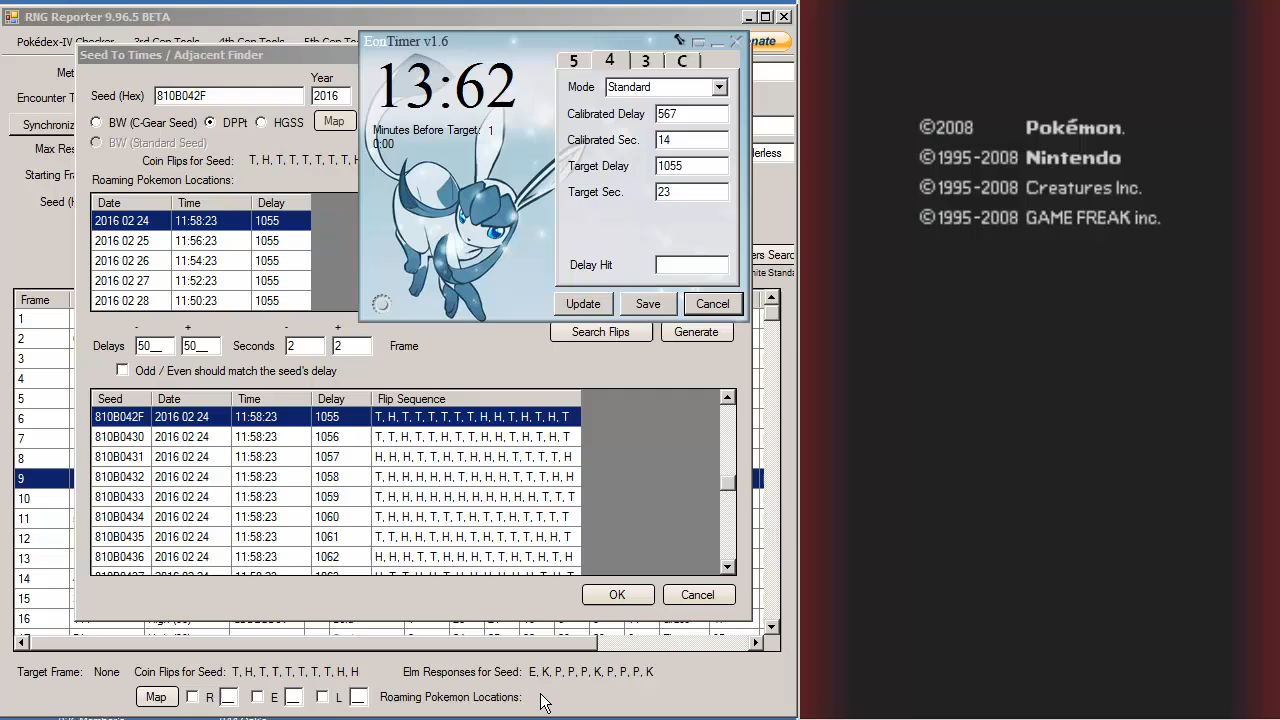 RNG Reporter 9.96.5 BETA
Pokédex-IV Checker 3rd Gen Tools 4th Gen Tools 5th Gen Tools
Seed To Times / Adjacent Finder
Year
Seed (Hex) 810B042F 2016
BW (C-Gear Seed) DPPt HGSS Map
BW (Standard Seed)
Coin Flips for Seed: T, H, T, T, T, T, T, H
Roaming Pokemon Locations:
Date Time Delay
2016 02 24 11:58:23 1055
2016 02 25 11:56:23 1055
2016 02 26 11:54:23 1055
2016 02 27 11:52:23 1055
2016 02 28 11:50:23 1055
- + - +
Delays 50__ 50__ Seconds 2 2 Frame
Search Flips Generate
Odd / Even should match the seed's delay
Seed Date Time Delay Flip Sequence
810B042F 2016 02 24 11:58:23 1055 T, H, T, T, T, T, T, T, H, H, T, H, T, H, T
810B0430 2016 02 24 11:58:23 1056 T, T, H, T, T, T, H, T, T, H, H, T, H, H, T
810B0431 2016 02 24 11:58:23 1057 H, H, H, T, H, T, T, H, T, H, T, T, H, T
810B0432 2016 02 24 11:58:23 1058 T, H, H, H, H, H, T, H, T, T, T, T, H, H
810B0433 2016 02 24 11:58:23 1059 T, H, H, H, H, H, H, H, H, H, H, T, T, T
810B0434 2016 02 24 11:58:23 1060 T, H, H, T, T, H, T, T, H, T, T, T, T
810B0435 2016 02 24 11:58:23 1061 T, T, H, T, H, H, T, T, T, T, H, H, T
810B0436 2016 02 24 11:58:23 1062 H, H, H, T, T, H, H, T, T, H, T, H, T, H
OK Cancel
EonTimer v1.6
13:62
Minutes Before Target: 1
0:00
5 4 3 C
Mode Standard
Calibrated Delay 567
Calibrated Sec. 14
Target Delay 1055
Target Sec. 23
Delay Hit
Update Save Cancel
Encounter T
Synchroniz
Max Res
Starting Fra
Seed (H
Frame
1
2
3
4
5
6
7
8
9
10
11
12
13
14
15
16
Target Frame: None Coin Flips for Seed: T, H, T, T, T, T, T, T, H, H Elm Responses for Seed: E, K, P, P, P, K, P, P, P, K
Map R __ E __ L __ Roaming Pokemon Locations:
©2008 Pokémon.
©1995-2008 Nintendo
©1995-2008 Creatures Inc.
©1995-2008 GAME FREAK inc.